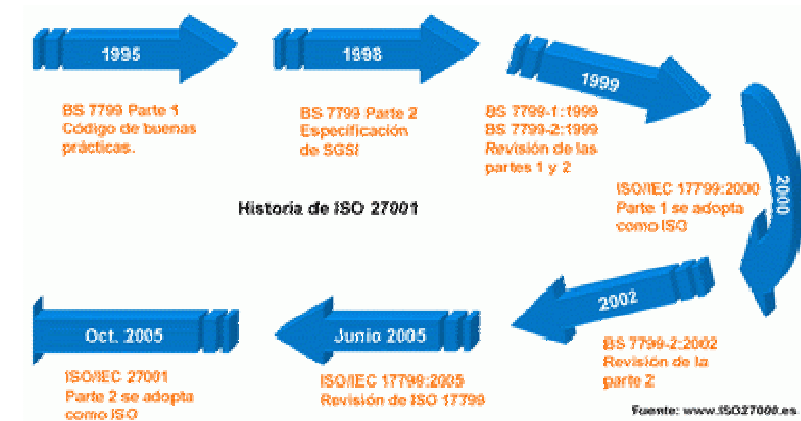 1995
BS 7799 Parte 1
Código de buenas
prácticas.
1998
BS 7799 Parte 2
Especificación
de SGSI
1999
BS 7799-1:1999
BS 7799-2:1999
Revisión de las
partes 1 y 2
2000
ISO/IEC 17799:2000
Parte 1 se adopta
como ISO
Historia de ISO 27001
2002
BS 7799-2:2002
Revisión de la
parte 2
Junio 2005
ISO/IEC 17799:2005
Revisión de ISO 17799
Oct. 2005
ISO/IEC 27001
Parte 2 se adopta
como ISO
Fuente: www.ISO27000.es